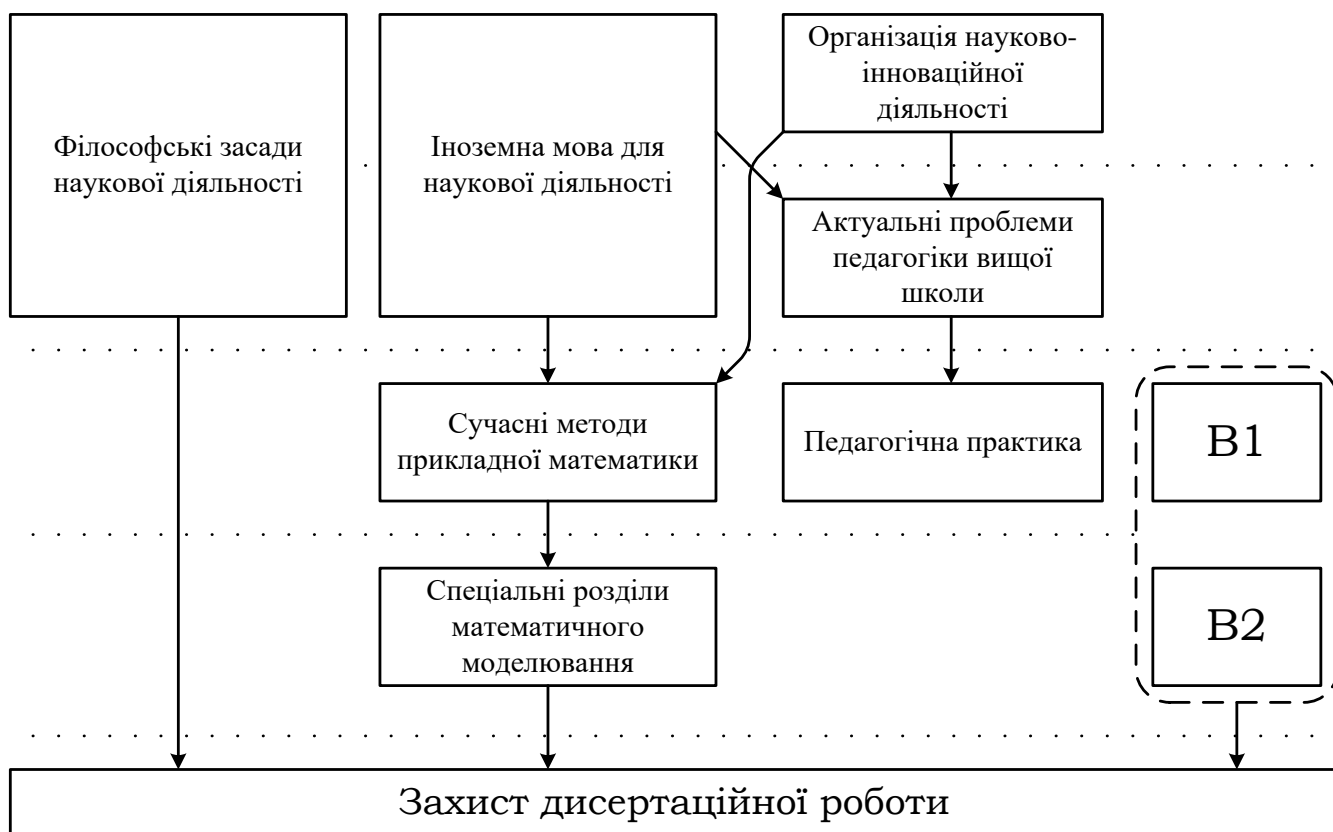 Філософські засади
наукової діяльності
Іноземна мова для
наукової діяльності
Організація науково-
інноваційної
діяльності
Актуальні проблеми
педагогіки вищої
школи
Сучасні методи
прикладної математики
Педагогічна практика
В1
Спеціальні розділи
математичного
моделювання
В2
Захист дисертаційної роботи